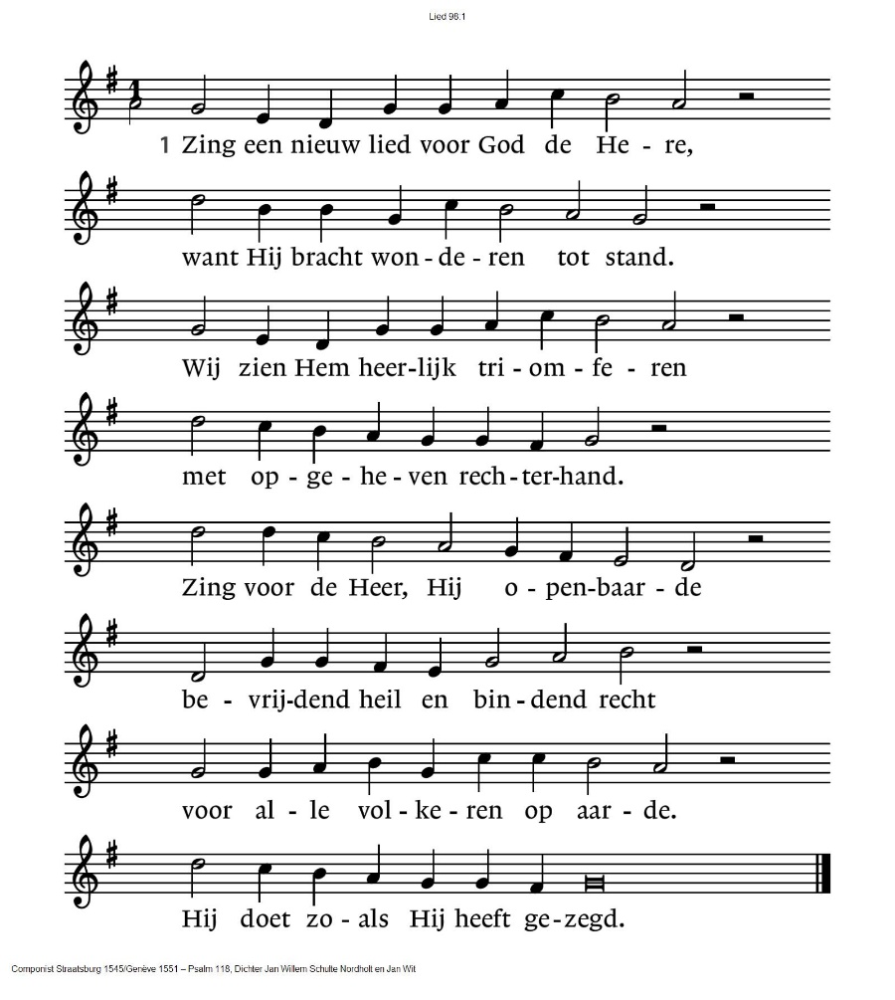 Lied 98:1
1
1 Zing een nieuw lied voor God de He - re,
want Hij bracht won - de - ren tot stand.
Wij zien Hem heer-lijk tri - om - fe - ren
met op - ge - he - ven rech - ter-hand.
Zing voor de Heer, Hij o - pen-baar - de
be - vrij-dend heil en bin - dend recht
voor al - le vol - ke - ren op aar - de.
Hij doet zo - als Hij heeft ge - zegd.
Componist Straatsburg 1545/Genève 1551 – Psalm 118, Dichter Jan Willem Schulte Nordholt en Jan Wit